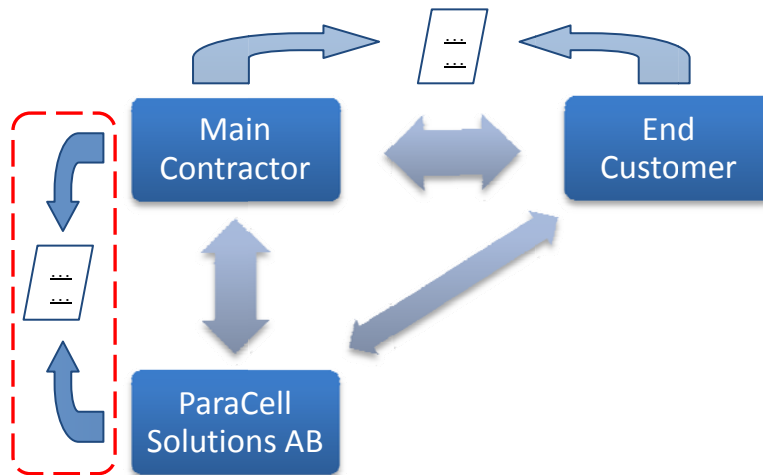 ...
...
Main
Contractor
End
Customer
...
...
ParaCell
Solutions AB